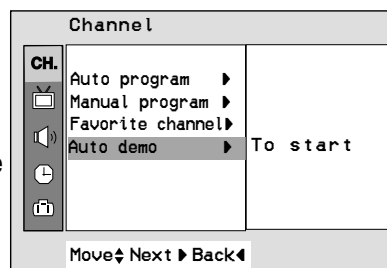 Channel
CH.
Auto program ▶
Manual program ▶
Favorite channel▶
Auto demo ▶ To start
e
Move▲▼ Next ▶ Back◀